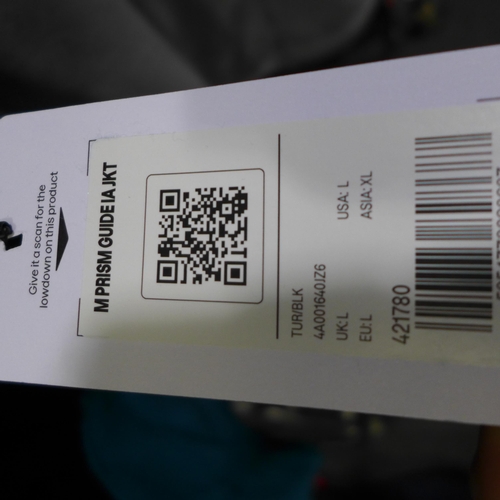 Give it a scan for the
lowdown on this product
M PRISM GUIDE IA JKT
TUR/BLK
4A001640IZ6
UK: L
USA: L
EU: L
ASIA: XL
421780